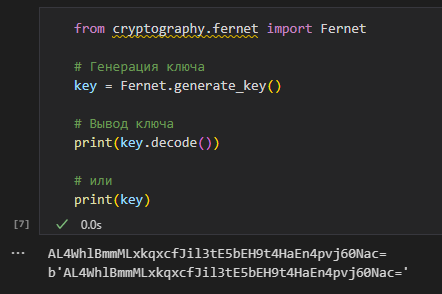 from cryptography.fernet import Fernet
# Генерация ключа
key = Fernet.generate_key()
# Вывод ключа
print(key.decode())
# или
print(key)
[7] ✓ 0.0s
... AL4WhlBmmMLxkqxcfJil3tE5bEH9t4HaEn4pvj60Nac=
b'AL4WhlBmmMLxkqxcfJil3tE5bEH9t4HaEn4pvj60Nac='